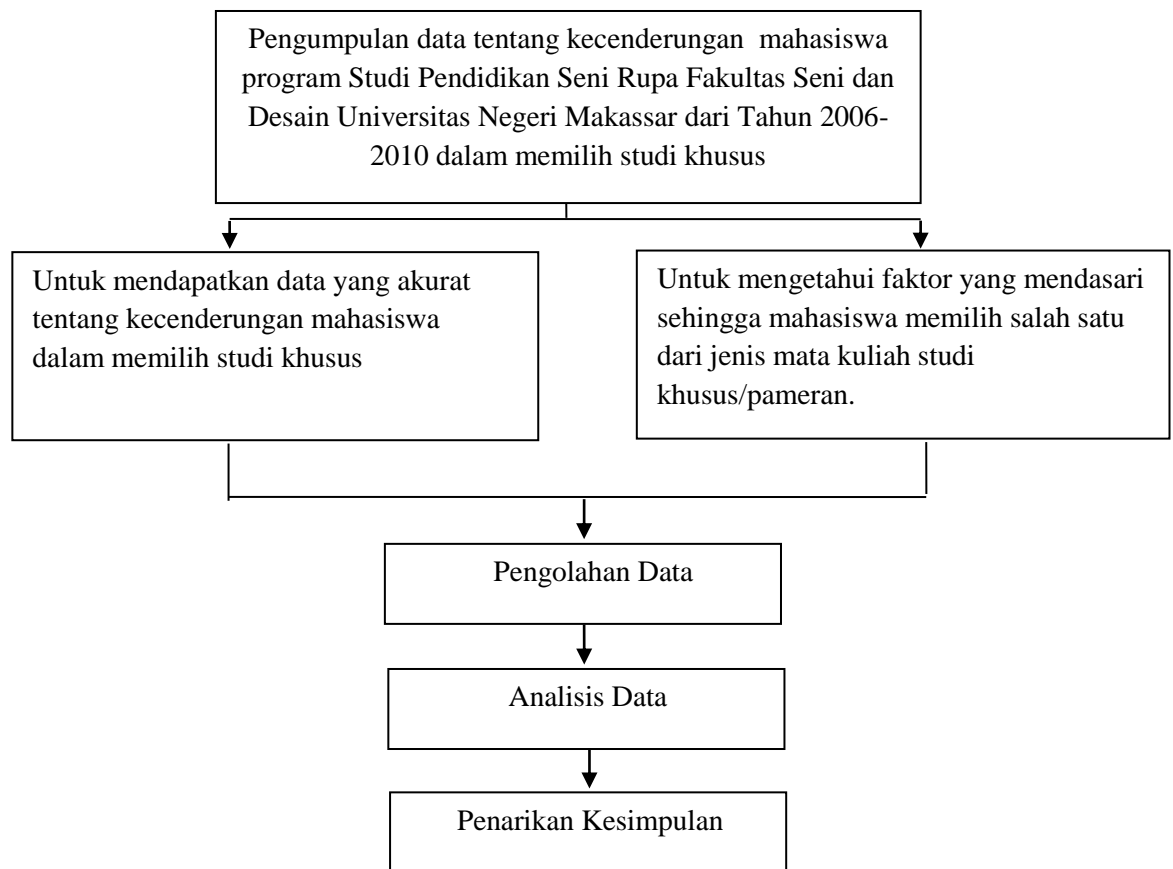 Pengumpulan data tentang kecenderungan mahasiswa
program Studi Pendidikan Seni Rupa Fakultas Seni dan
Desain Universitas Negeri Makassar dari Tahun 2006-
2010 dalam memilih studi khusus
Untuk mendapatkan data yang akurat
tentang kecenderungan mahasiswa
dalam memilih studi khusus
Untuk mengetahui faktor yang mendasari
sehingga mahasiswa memilih salah satu
dari jenis mata kuliah studi
khusus/pameran.
Pengolahan Data
Analisis Data
Penarikan Kesimpulan